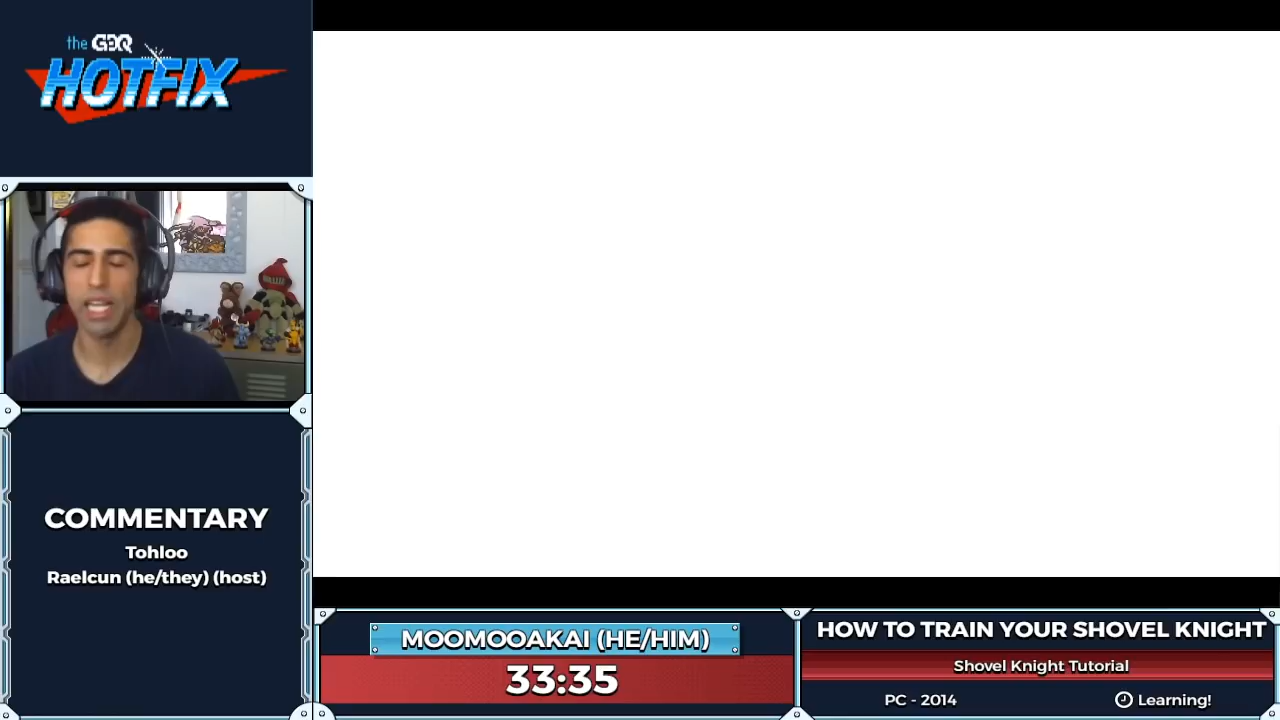 the GDQ
HOTFIX
COMMENTARY
Tohloo
Raelcun (he/they) (host)
MOOMOOAKAI (HE/HIM)
33:35
HOW TO TRAIN YOUR SHOVEL KNIGHT
Shovel Knight Tutorial
PC - 2014
Learning!